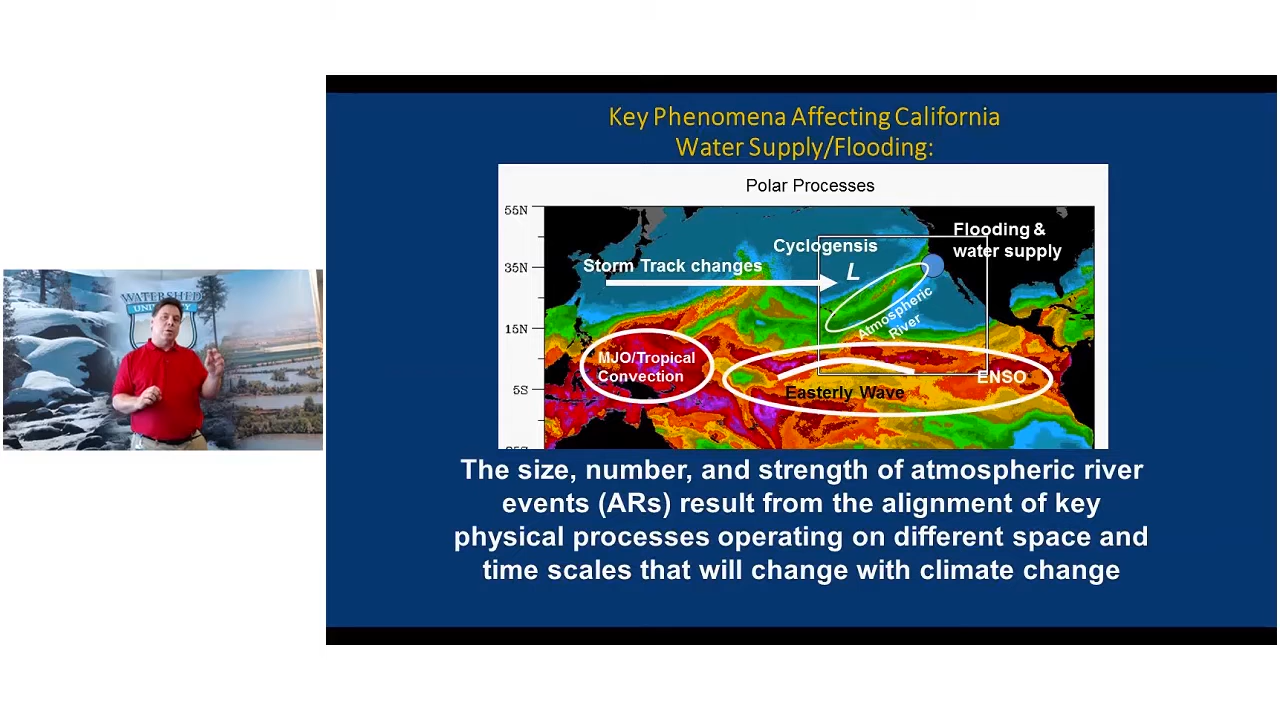 Key Phenomena Affecting California
Water Supply/Flooding:
Polar Processes
55N
35N
15N
5S
Flooding &
water supply
Cyclogensis
L
Storm Track changes
Atmospheric
River
MJO/Tropical
Convection
ENSO
Easterly Wave
WATERSHED
The size, number, and strength of atmospheric river
events (ARs) result from the alignment of key
physical processes operating on different space and
time scales that will change with climate change